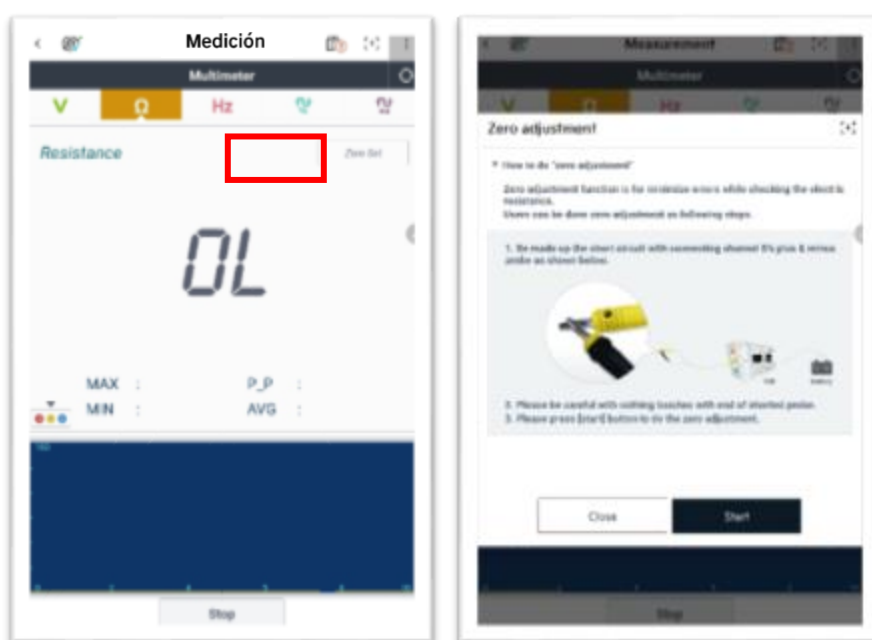 Medición
Multimeter
V Ω Hz
Resistance
Zero Set
OL
MAX : P_P :
MIN : AVG :
Stop
Measurement
Multimeter
V Ω Hz
Zero adjustment
* How to do "zero adjustment"
Zero adjustment function is for minimize errors while checking the circuit's
resistance.
Users can be done zero adjustment as following steps.
1. Be made up the short circuit with connecting channel B's plus & minus
probe as shown below.
Battery
2. Please be careful with nothing touches with end of shorted probe.
3. Please press [start] button to do the zero adjustment.
Close Start
Stop